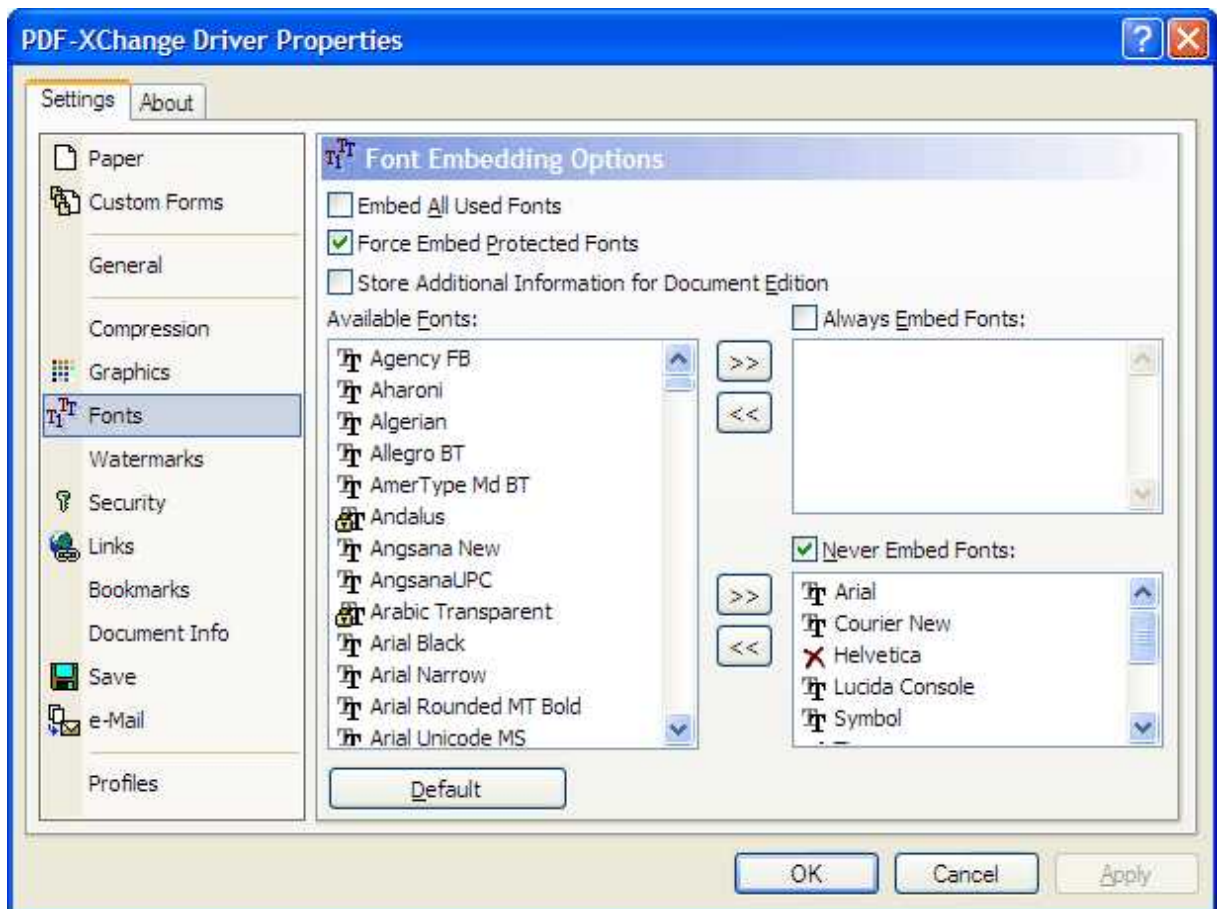 PDF-XChange Driver Properties
Settings
About
Paper
Custom Forms
General
Compression
Graphics
Fonts
Watermarks
Security
Links
Bookmarks
Document Info
Save
e-Mail
Profiles
Font Embedding Options
Embed All Used Fonts
Force Embed Protected Fonts
Store Additional Information for Document Edition
Available Fonts:
Agency FB
Aharoni
Algerian
Allegro BT
AmerType Md BT
Andalus
Angsana New
AngsanaUPC
Arabic Transparent
Arial Black
Arial Narrow
Arial Rounded MT Bold
Arial Unicode MS
>>
<<
Always Embed Fonts:
>>
<<
Never Embed Fonts:
Arial
Courier New
Helvetica
Lucida Console
Symbol
Default
OK
Cancel
Apply